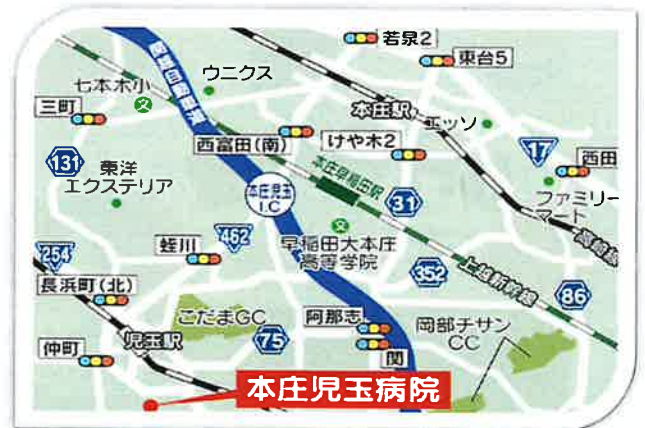 若泉2
東台5
ウニクス
七本木小
文
関越自動車道
三町
本庄駅
エッソ
17
西富田(南)
けや木2
西田
131
東洋
エクステリア
本庄早稲田駅
本庄児玉
I.C
31
ファミリー
マート
高崎線
254
蛭川
462
文
早稲田大本庄
高等学院
352
上越新幹線
86
長浜町(北)
こだまGC
阿那志
岡部チサン
CC
仲町
児玉駅
75
関
本庄児玉病院